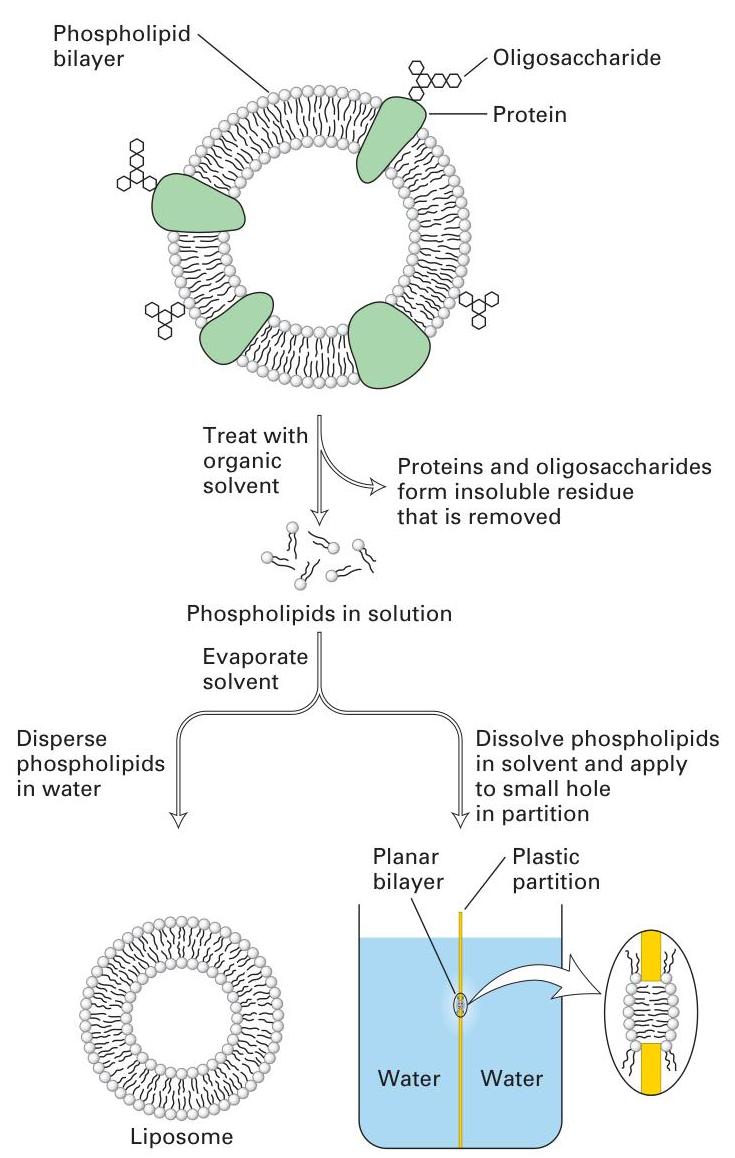 Phospholipid
bilayer
Oligosaccharide
Protein
Treat with
organic
solvent
Proteins and oligosaccharides
form insoluble residue
that is removed
Phospholipids in solution
Evaporate
solvent
Disperse
phospholipids
in water
Dissolve phospholipids
in solvent and apply
to small hole
in partition
Planar
bilayer
Plastic
partition
Water
Water
Liposome